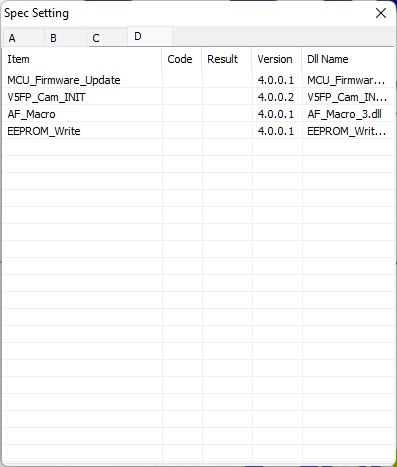 Spec Setting
A B C D
Item Code Result Version Dll Name
MCU_Firmware_Update 4.0.0.1 MCU_Firmwar...
V5FP_Cam_INIT 4.0.0.2 V5FP_Cam_IN...
AF_Macro 4.0.0.1 AF_Macro_3.dll
EEPROM_Write 4.0.0.1 EEPROM_Writ...